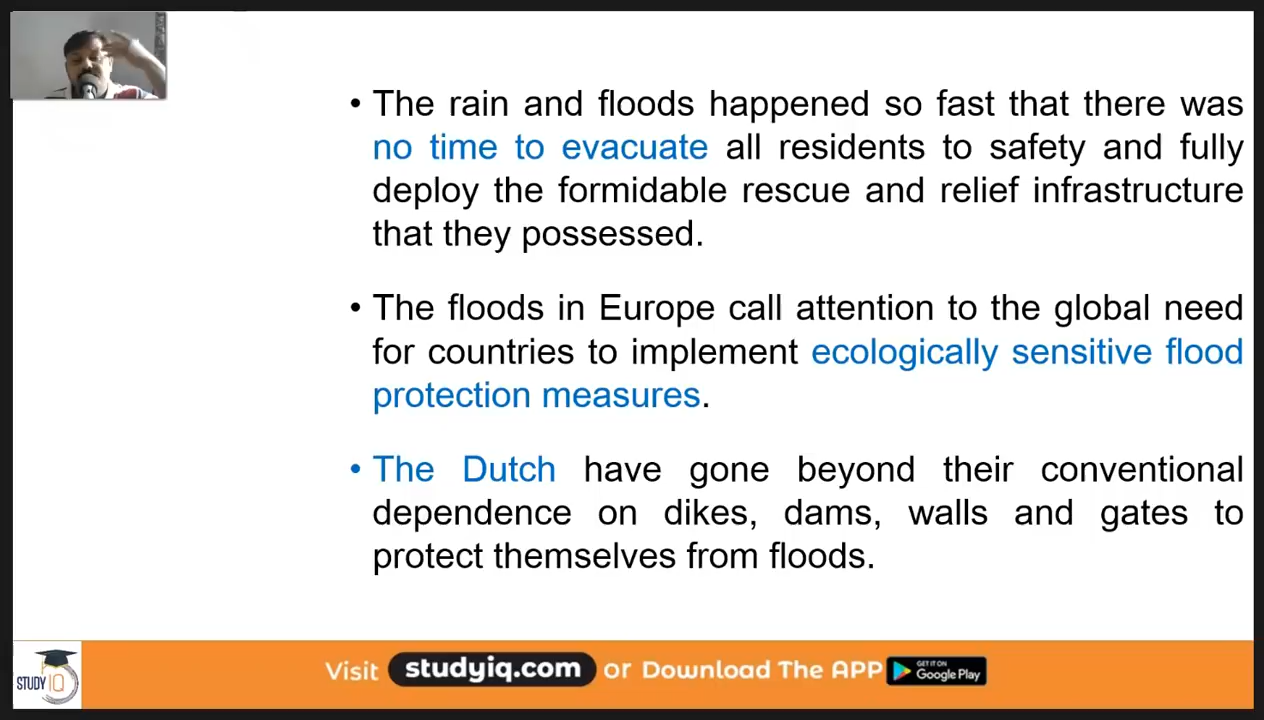 • The rain and floods happened so fast that there was
no time to evacuate all residents to safety and fully
deploy the formidable rescue and relief infrastructure
that they possessed.
• The floods in Europe call attention to the global need
for countries to implement ecologically sensitive flood
protection measures.
• The Dutch have gone beyond their conventional
dependence on dikes, dams, walls and gates to
protect themselves from floods.
STUDY IQ
Visit studyiq.com or Download The APP
GET IT ON
Google Play